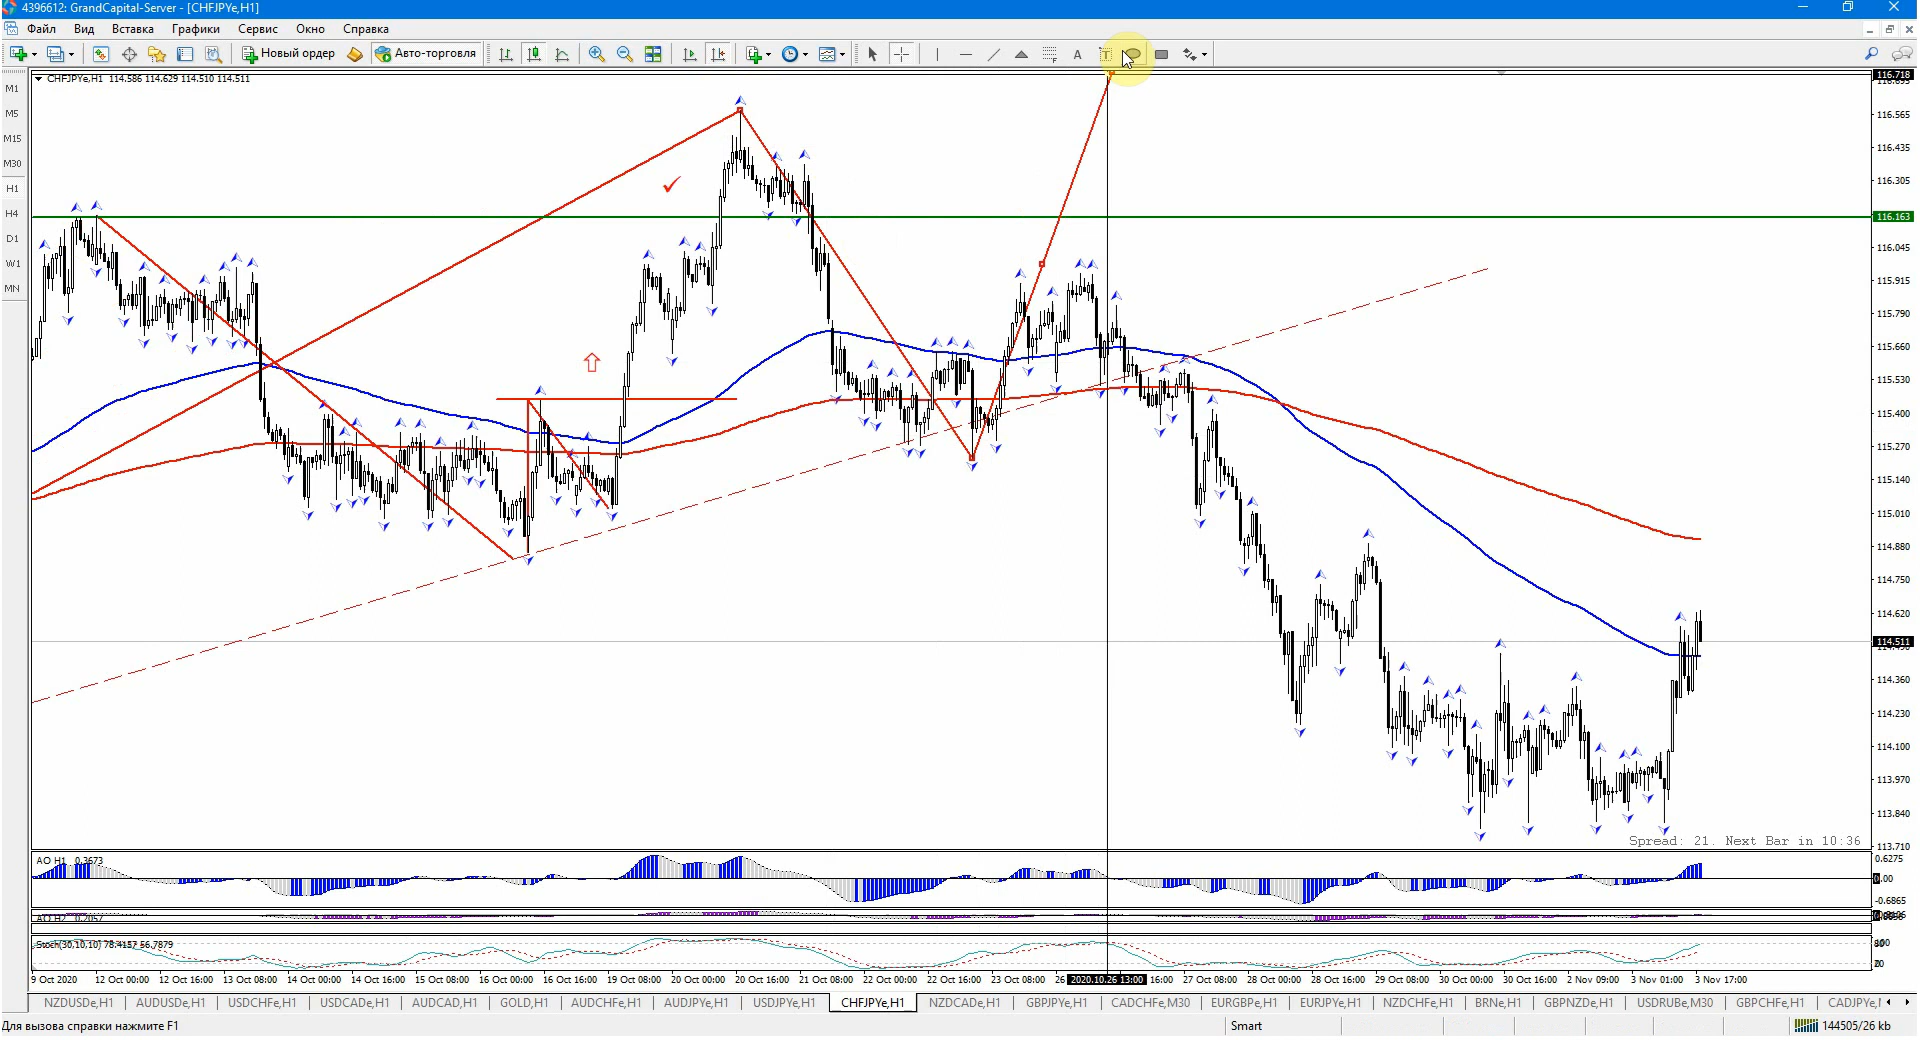 4396612: GrandCapital-Server - [CHFJPYe,H1]
Файл Вид Вставка Графики Сервис Окно Справка
Новый ордер Авто-торговля
CHFJPYe,H1 114.586 114.629 114.510 114.511
M1
M5
M15
M30
H1
H4
D1
W1
MN
116.718
116.565
116.435
116.305
116.163
116.045
115.915
115.790
115.660
115.530
115.400
115.270
115.140
115.010
114.880
114.750
114.620
114.511
114.360
114.230
114.100
113.970
113.840
113.710
Spread: 21. Next Bar in 10:36
AO H1 0.3673
0.6275
0.00
-0.6865
AO H2 0.2057
Stoch(30,10,10) 78.4157 56.7879
20
9 Oct 2020 12 Oct 00:00 12 Oct 16:00 13 Oct 08:00 14 Oct 00:00 14 Oct 16:00 15 Oct 08:00 16 Oct 00:00 16 Oct 16:00 19 Oct 08:00 20 Oct 00:00 20 Oct 16:00 21 Oct 08:00 22 Oct 00:00 22 Oct 16:00 23 Oct 08:00 26 2020.10.26 13:00 16:00 27 Oct 08:00 28 Oct 00:00 28 Oct 16:00 29 Oct 08:00 30 Oct 00:00 30 Oct 16:00 2 Nov 09:00 3 Nov 01:00 3 Nov 17:00
NZDUSDe,H1 AUDUSDe,H1 USDCHFe,H1 USDCADe,H1 AUDCAD,H1 GOLD,H1 AUDCHFe,H1 AUDJPYe,H1 USDJPYe,H1 CHFJPYe,H1 NZDCADe,H1 GBPJPYe,H1 CADCHFe,M30 EURGBPe,H1 EURJPYe,H1 NZDCHFe,H1 BRNe,H1 GBPNZDe,H1 USDRUBe,M30 GBPCHFe,H1 CADJPYe,
Для вызова справки нажмите F1
Smart
144505/26 kb